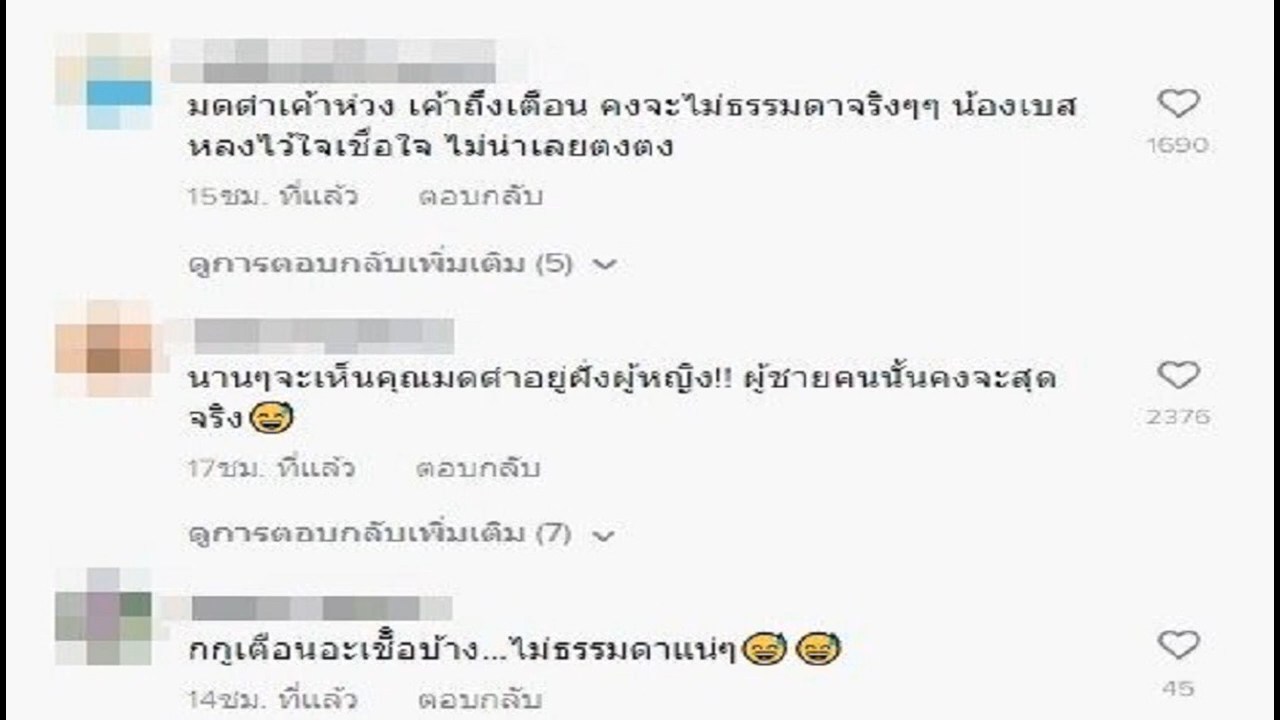 มดดำเค้าห่วง เค้าถึงเตือน คงจะไม่ธรรมดาจริงๆๆ น้องเบส
หลงไว้ใจเชื่อใจ ไม่น่าเลยตงตง
1690
15ชม. ที่แล้ว ตอบกลับ
ดูการตอบกลับเพิ่มเติม (5)
นานๆจะเห็นคุณมดดำอยู่ฝั่งผู้หญิง!! ผู้ชายคนนั้นคงจะสุด
จริง😅
2376
17ชม. ที่แล้ว ตอบกลับ
ดูการตอบกลับเพิ่มเติม (7)
กกูเตือนอะเชื่อบ้าง...ไม่ธรรมดาแน่ๆ😅😅
45
14ชม. ที่แล้ว ตอบกลับ